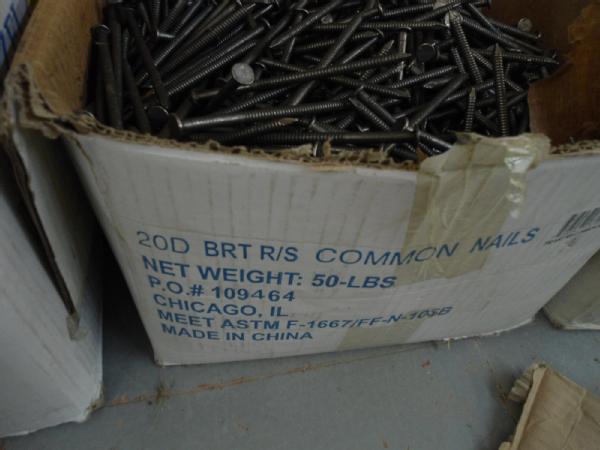 20D BRT R/S COMMON NAILS
NET WEIGHT: 50-LBS
P.O.# 109464
CHICAGO, IL
MEET ASTM F-1667/FF-N-105B
MADE IN CHINA